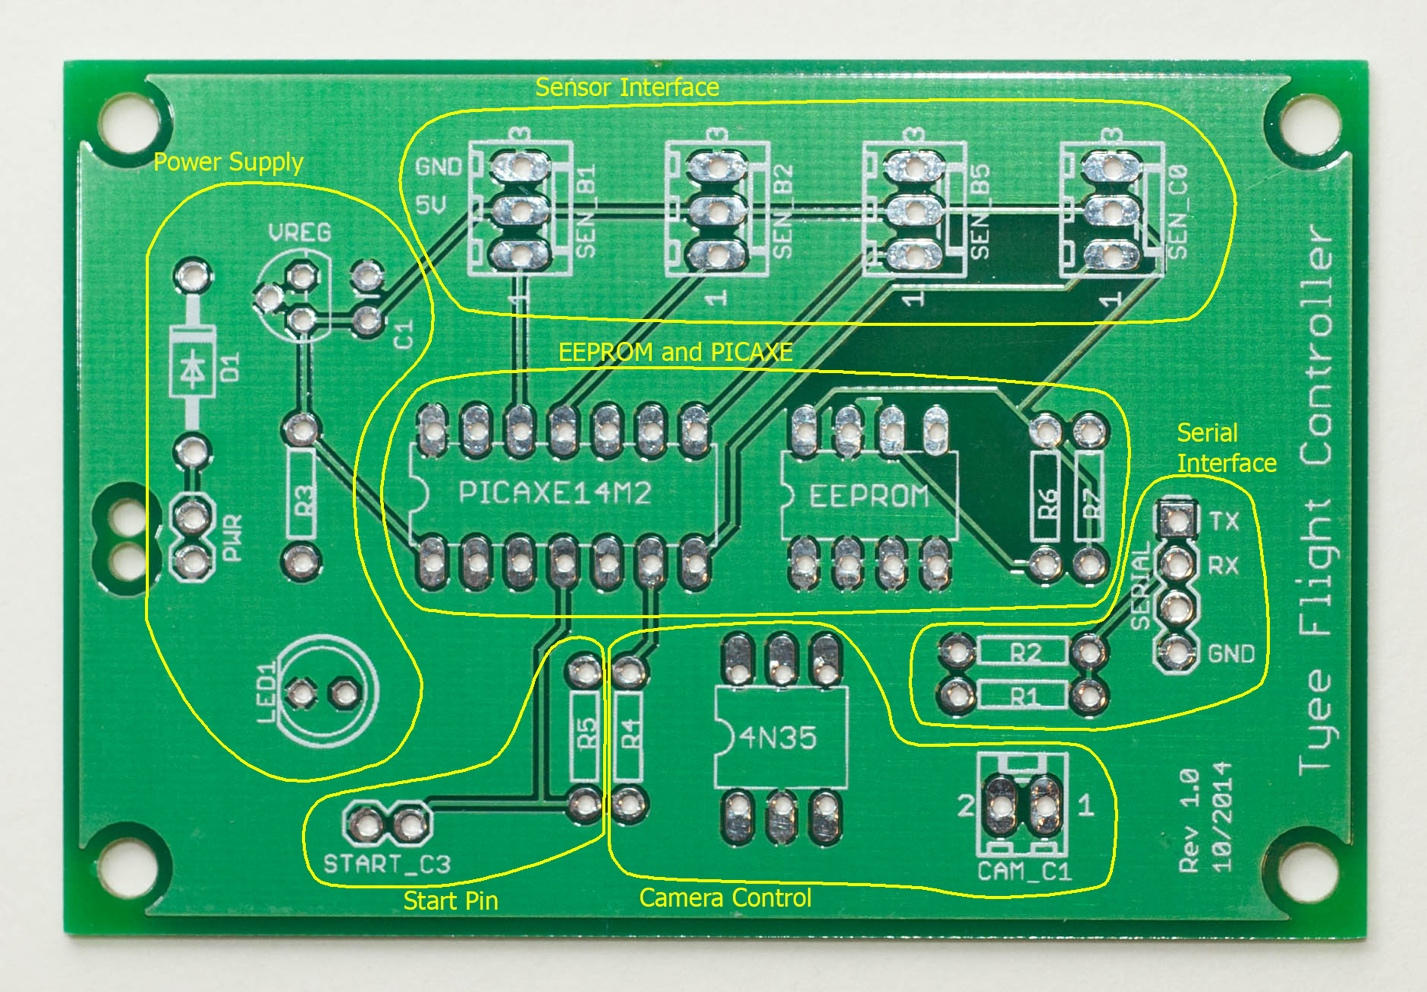 Sensor Interface
Power Supply
3
3
3
3
GND
5V
SEN_B1
SEN_B2
SEN_B5
SEN_C0
1
1
1
1
VREG
C1
D1
EEPROM and PICAXE
PICAXE14M2
EEPROM
R3
R6
R7
PWR
Serial
Interface
TX
RX
SERIAL
GND
R2
R1
LED1
R5
R4
4N35
2
1
CAM_C1
START_C3
Start Pin
Camera Control
Tyee Flight Controller
Rev 1.0
10/2014